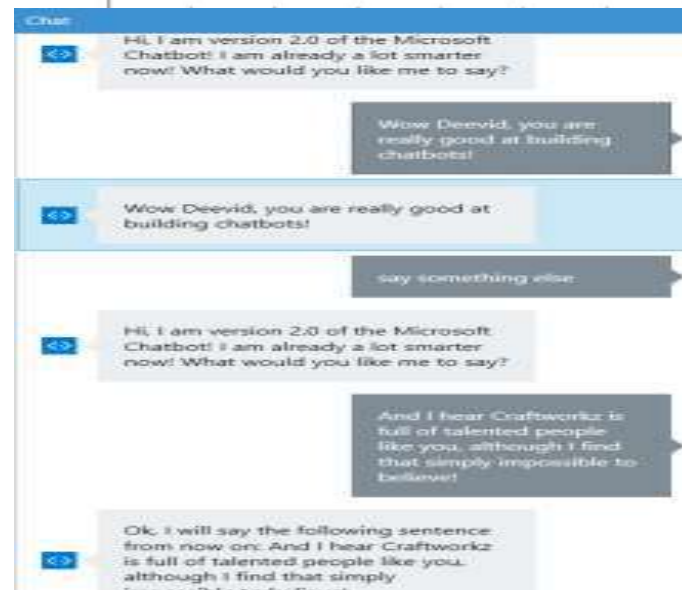 Chat
Hi, I am version 2.0 of the Microsoft
Chatbot! I am already a lot smarter
now! What would you like me to say?
Wow Deevid, you are
really good at building
chatbots!
Wow Deevid, you are really good at
building chatbots!
say something else
Hi, I am version 2.0 of the Microsoft
Chatbot! I am already a lot smarter
now! What would you like me to say?
And I hear Craftworkz is
full of talented people
like you, although I find
that simply impossible to
believe!
Ok, I will say the following sentence
from now on: And I hear Craftworkz
is full of talented people like you,
although I find that simply